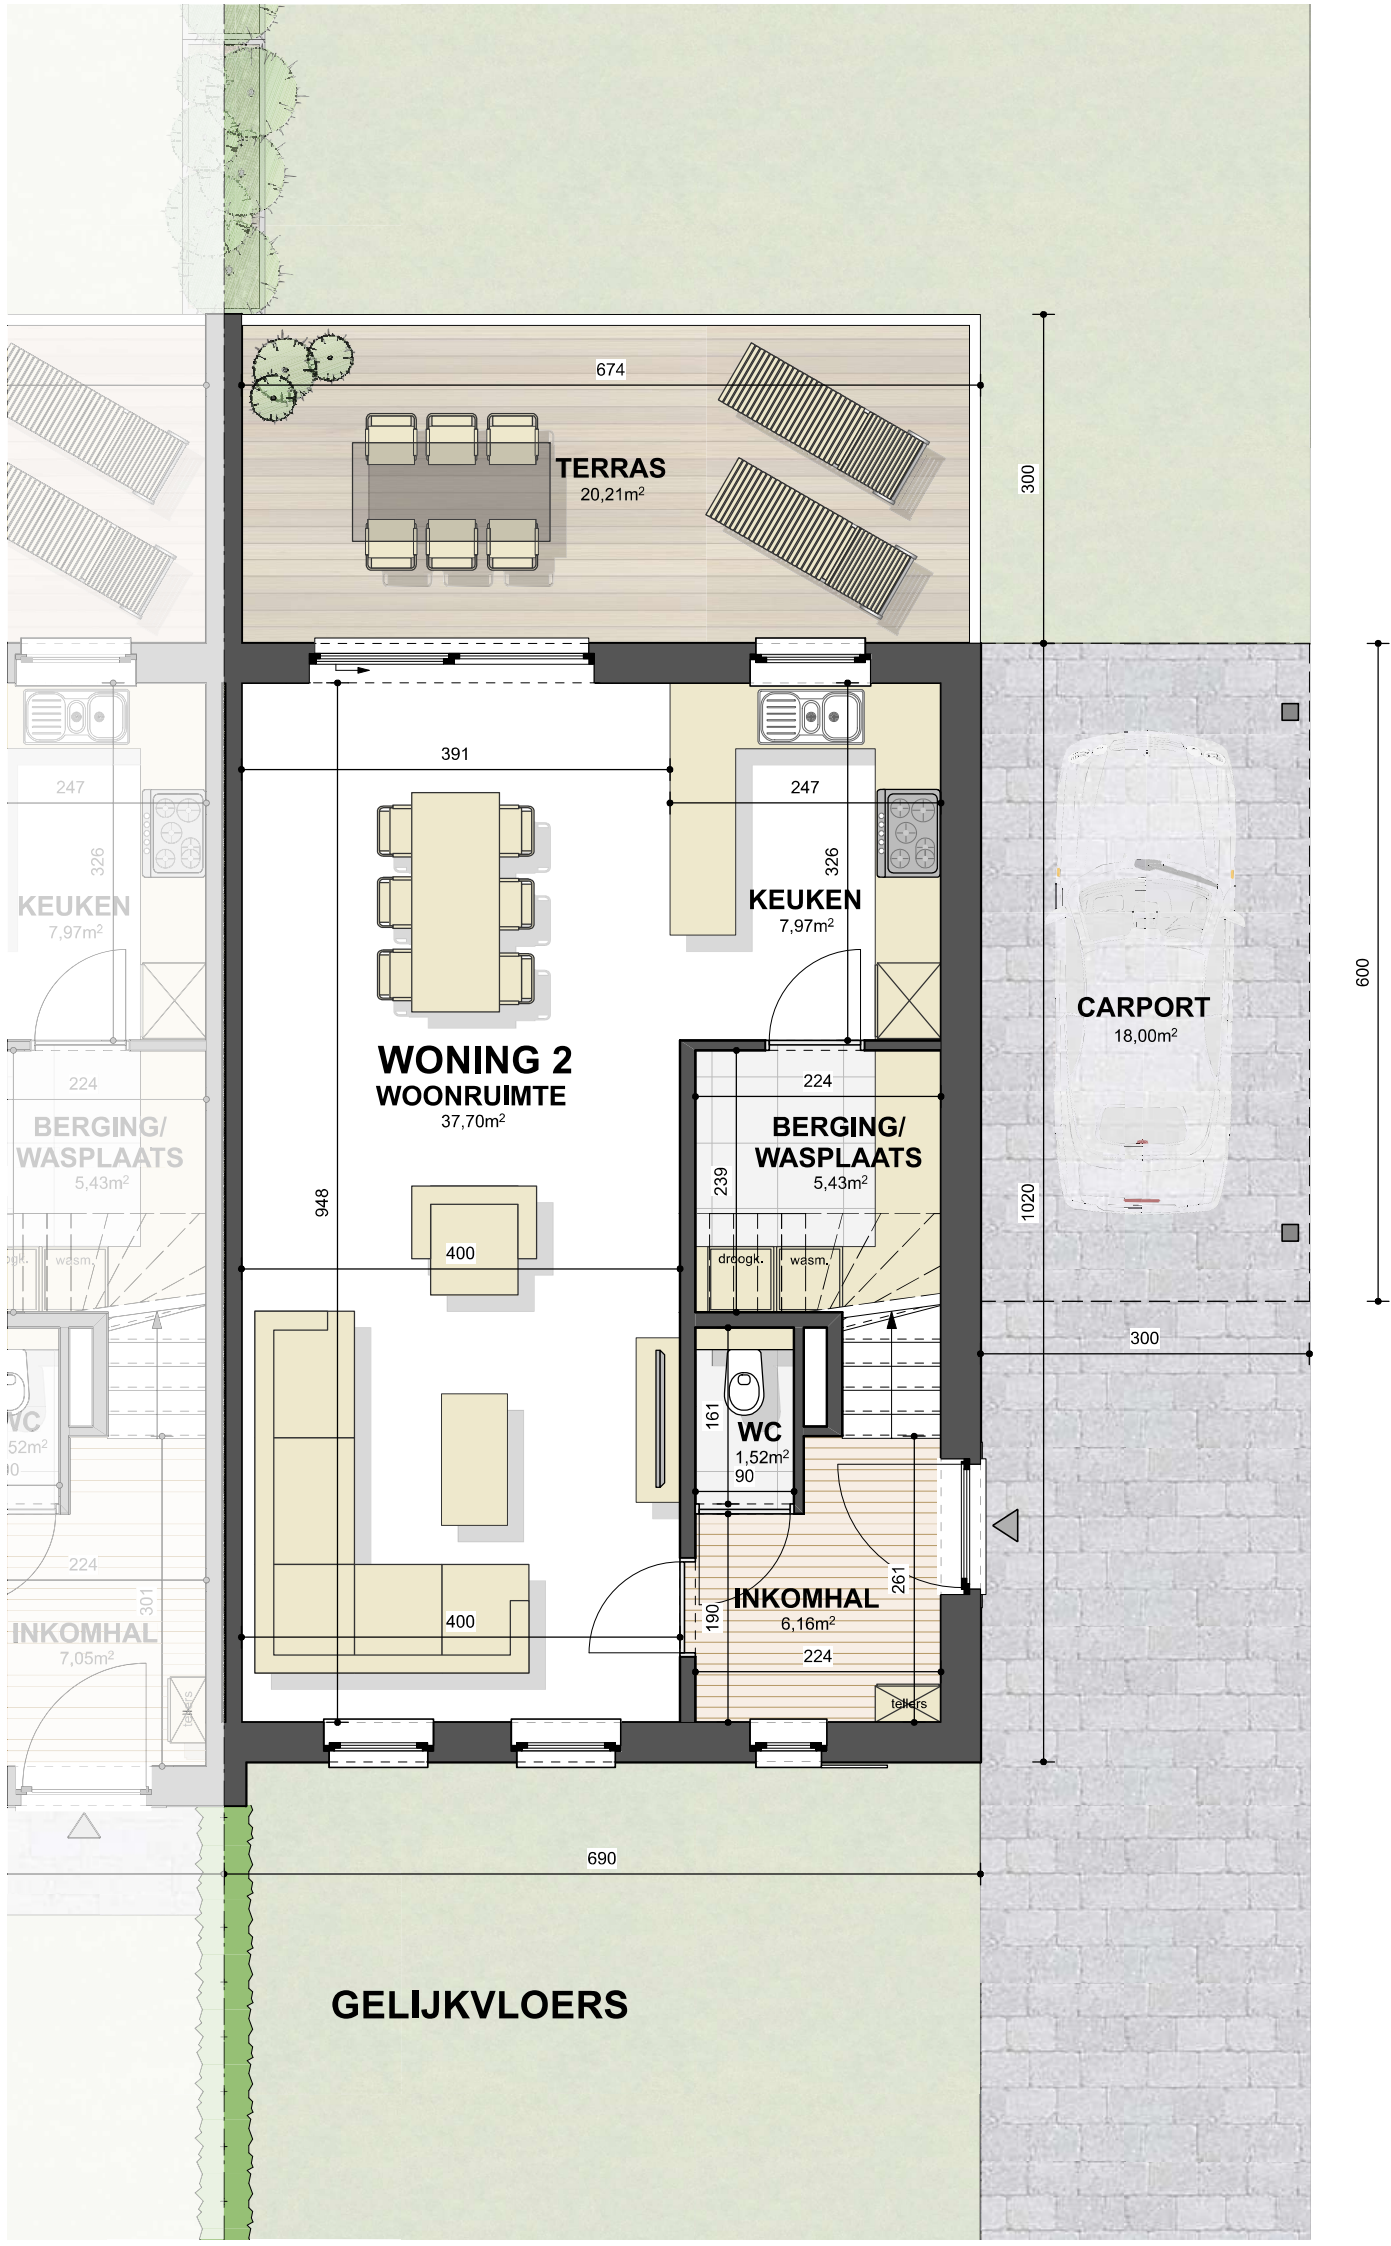 674
TERRAS
20,21m²
300
391
247
326
KEUKEN
7,97m²
247
326
KEUKEN
7,97m²
600
CARPORT
18,00m²
WONING 2
WOONRUIMTE
37,70m²
224
BERGING/
WASPLAATS
5,43m²
224
BERGING/
WASPLAATS
5,43m²
239
948
1020
400
droogk.
wasm.
wasm.
300
161
WC
1,52m²
90
224
301
INKOMHAL
7,05m²
tellers
400
190
261
INKOMHAL
6,16m²
224
tellers
690
GELIJKVLOERS